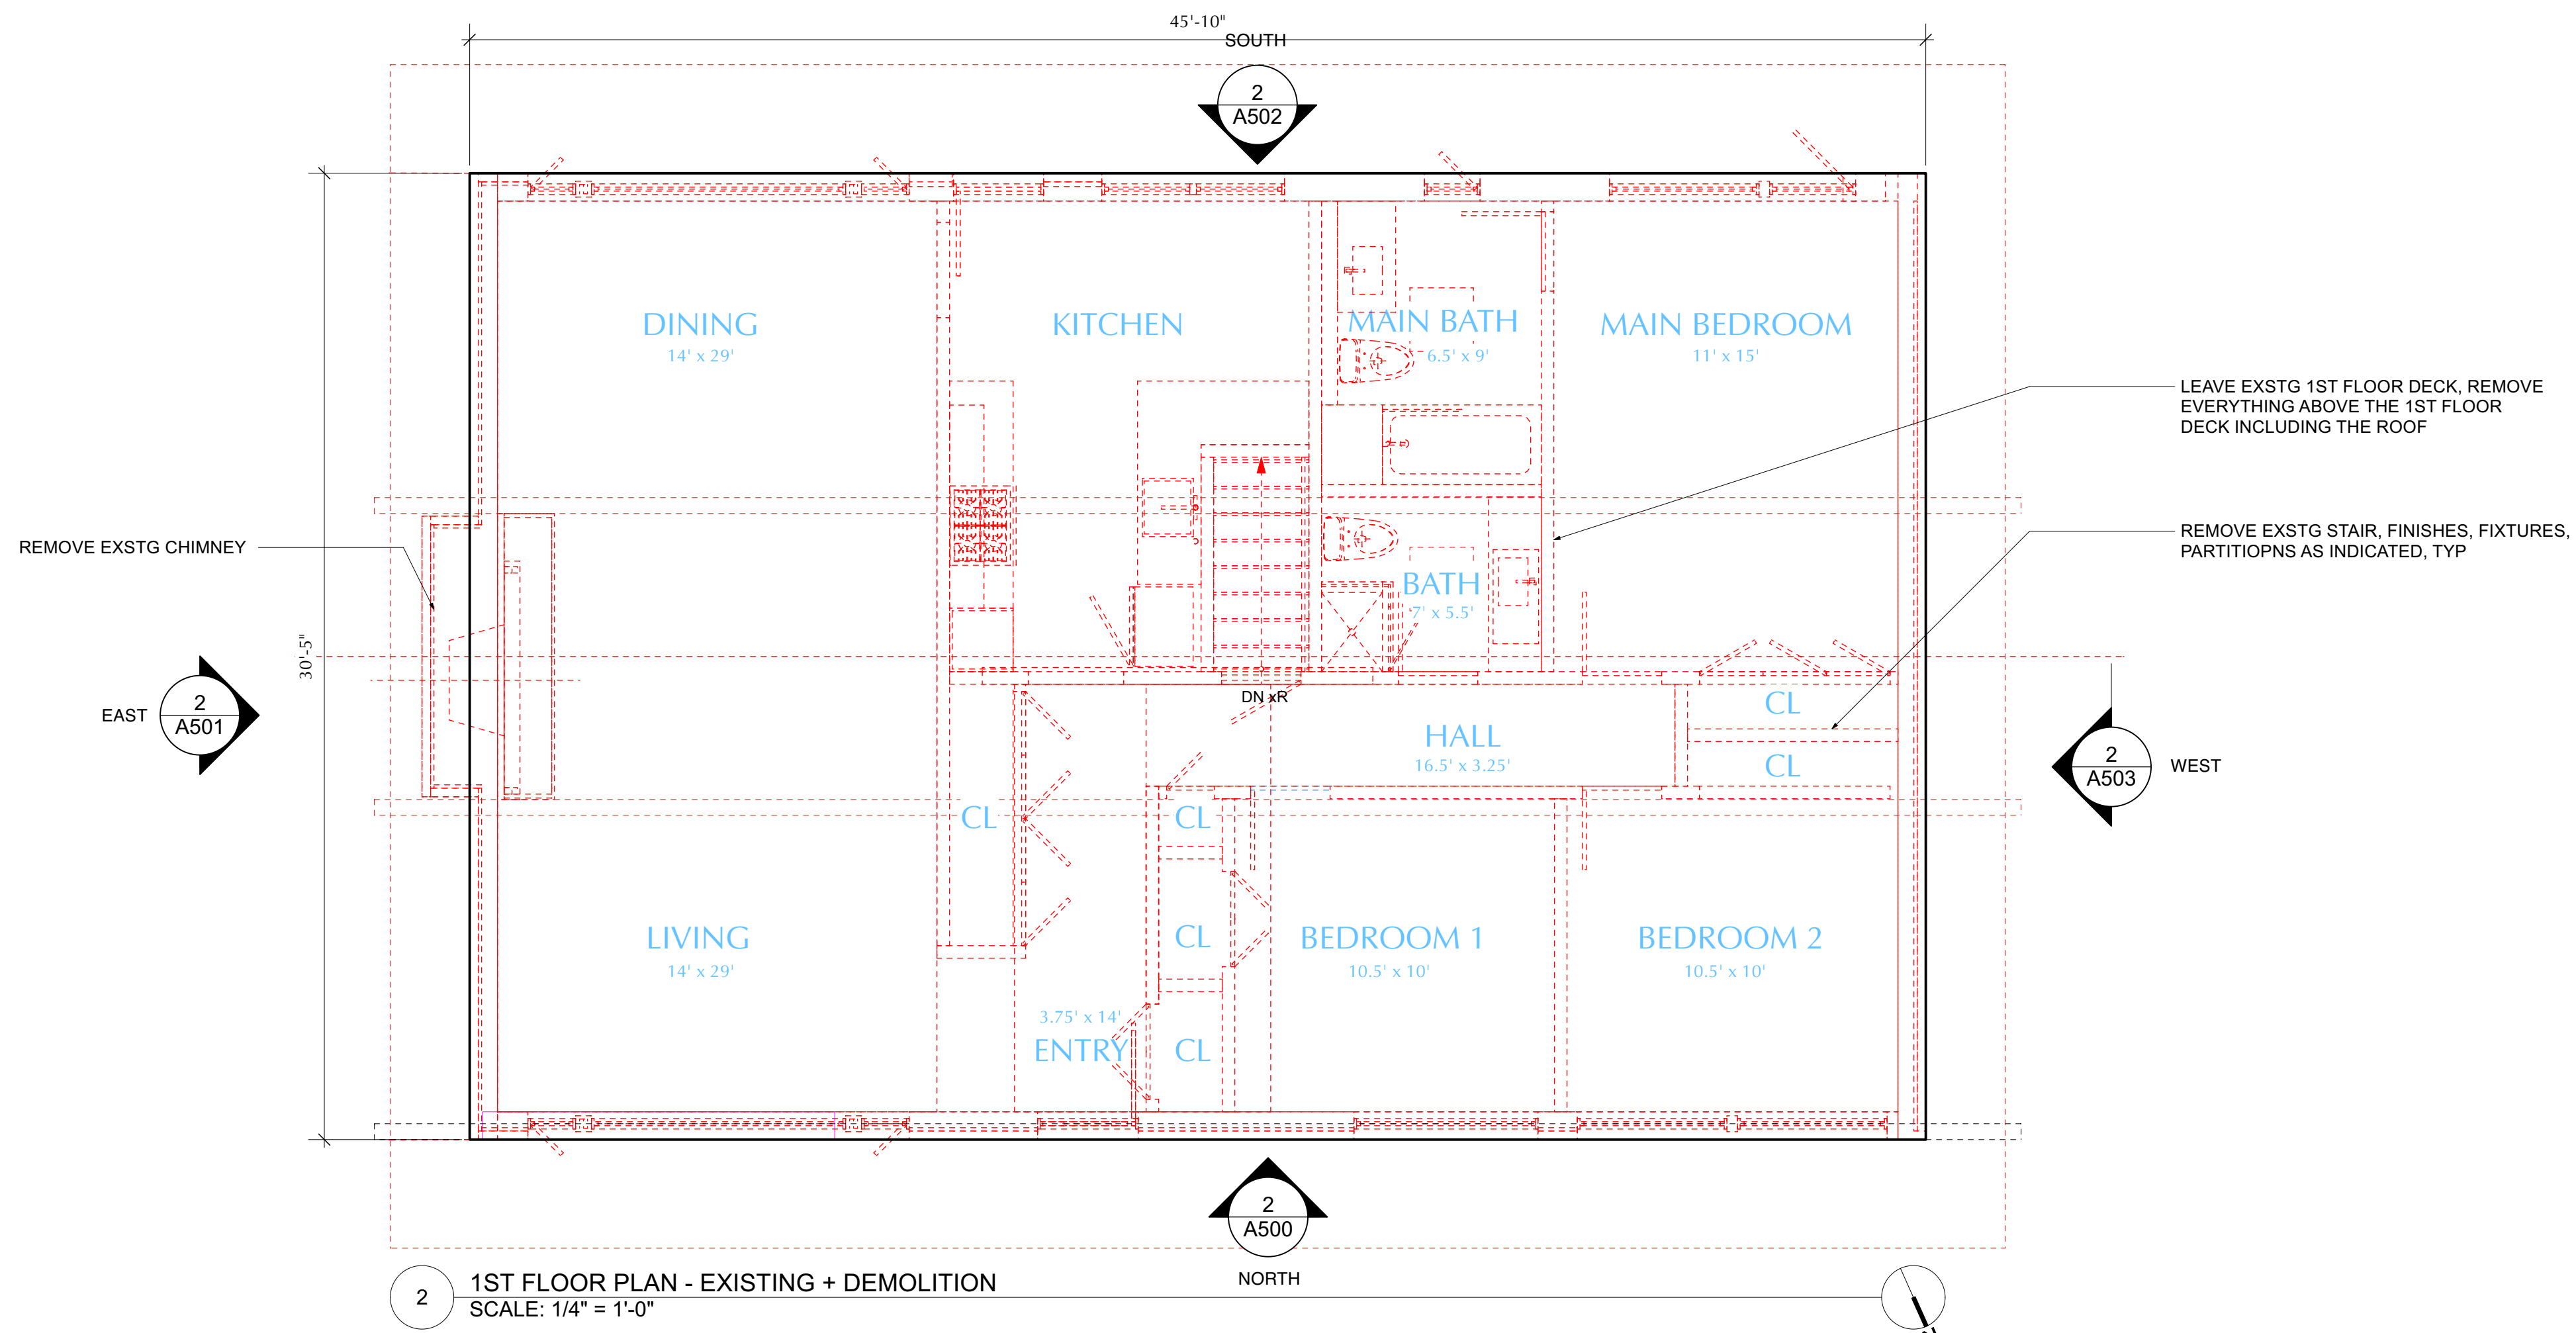 45'-10"
SOUTH
2
A502
DINING
14' x 29'
KITCHEN
MAIN BATH
6.5' x 9'
MAIN BEDROOM
11' x 15'
LEAVE EXSTG 1ST FLOOR DECK, REMOVE
EVERYTHING ABOVE THE 1ST FLOOR
DECK INCLUDING THE ROOF
REMOVE EXSTG CHIMNEY
REMOVE EXSTG STAIR, FINISHES, FIXTURES,
PARTITIOPNS AS INDICATED, TYP
BATH
7' x 5.5'
30'-5"
EAST
2
A501
DN xR
HALL
16.5' x 3.25'
CL
CL
2
A503
WEST
CL
CL
LIVING
14' x 29'
CL
BEDROOM 1
10.5' x 10'
BEDROOM 2
10.5' x 10'
3.75' x 14'
ENTRY
CL
2
A500
NORTH
2
1ST FLOOR PLAN - EXISTING + DEMOLITION
SCALE: 1/4" = 1'-0"